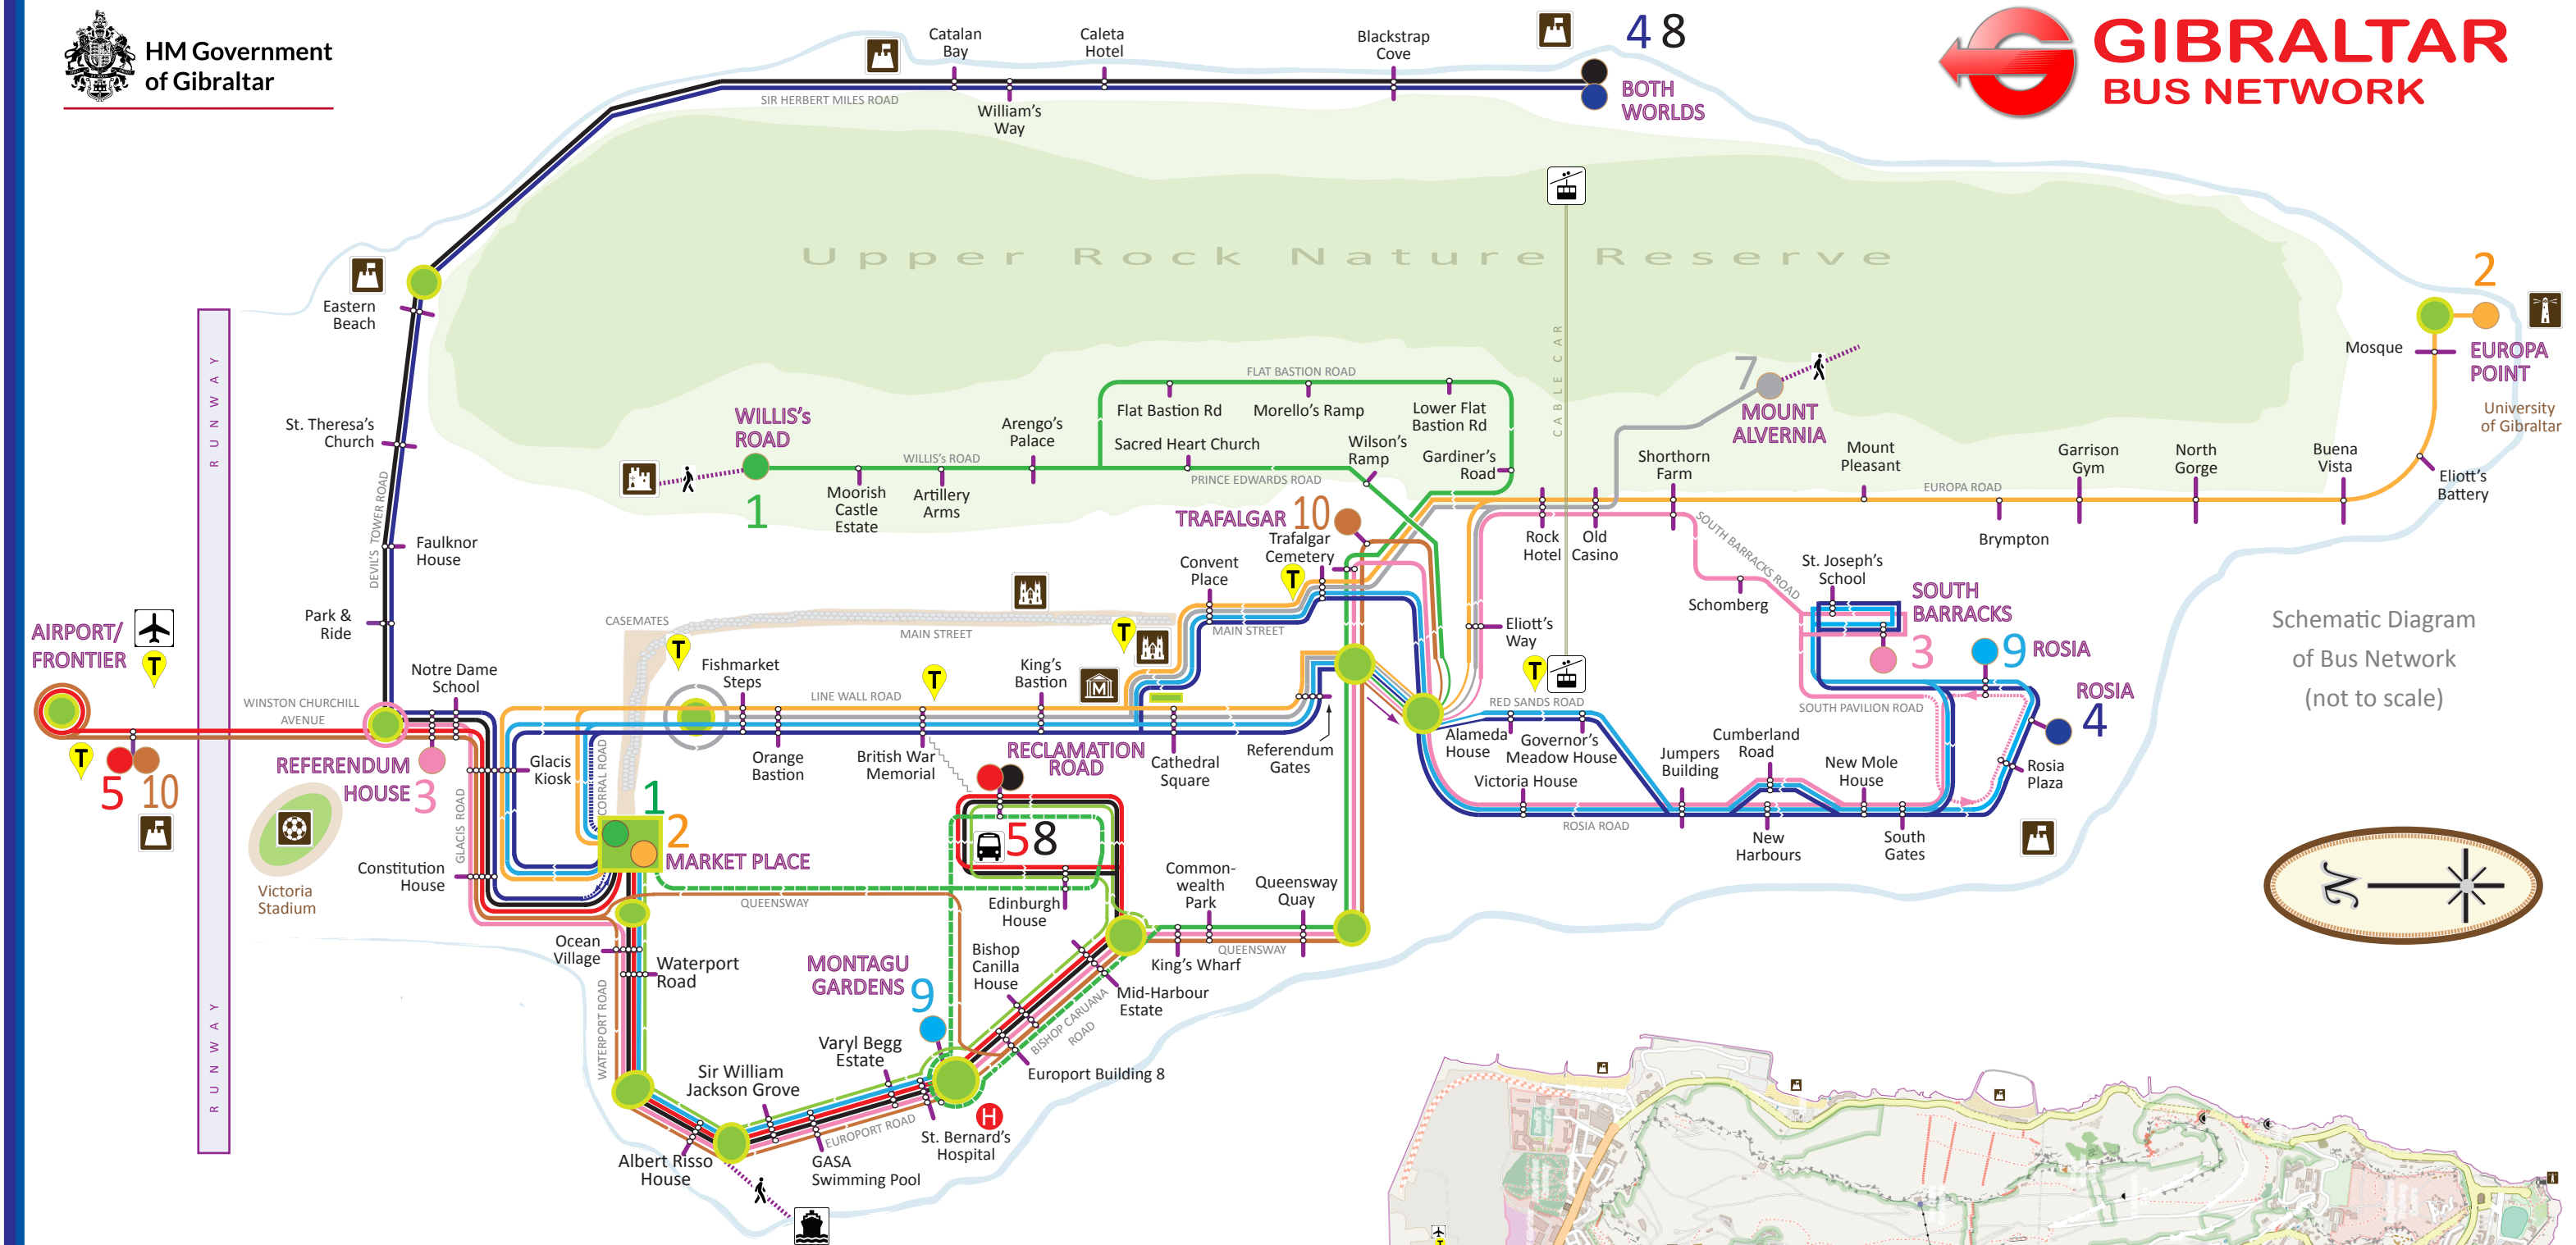 HM Government
of Gibraltar
GIBRALTAR
BUS NETWORK
4 8
BOTH
WORLDS
Catalan
Bay
Caleta
Hotel
Blackstrap
Cove
SIR HERBERT MILES ROAD
William's
Way
Upper Rock Nature Reserve
CABLE CAR
Eastern
Beach
RUNWAY
St. Theresa's
Church
DEVIL'S TOWER ROAD
Faulknor
House
Park &
Ride
2
Mosque
EUROPA
POINT
University
of Gibraltar
Eliott's
Battery
Buena
Vista
North
Gorge
Garrison
Gym
EUROPA ROAD
Brympton
Mount
Pleasant
7
MOUNT
ALVERNIA
Shorthorn
Farm
Rock
Hotel
Old
Casino
FLAT BASTION ROAD
Flat Bastion Rd
Morello's Ramp
Lower Flat
Bastion Rd
WILLIS's
ROAD
1
WILLIS's ROAD
Moorish
Castle
Estate
Artillery
Arms
Arengo's
Palace
Sacred Heart Church
PRINCE EDWARDS ROAD
Wilson's
Ramp
Gardiner's
Road
TRAFALGAR 10
Trafalgar
Cemetery
T
Convent
Place
MAIN STREET
SOUTH BARRACKS ROAD
Schomberg
St. Joseph's
School
SOUTH
BARRACKS
3
9 ROSIA
ROSIA
4
SOUTH PAVILION ROAD
Rosia
Plaza
Schematic Diagram
of Bus Network
(not to scale)
N
AIRPORT/
FRONTIER
T
T
5 10
WINSTON CHURCHILL
AVENUE
Notre Dame
School
REFERENDUM
HOUSE 3
Victoria
Stadium
GLACIS ROAD
Glacis
Kiosk
Constitution
House
CORRAL ROAD
CASEMATES
MAIN STREET
T
T
T
Fishmarket
Steps
LINE WALL ROAD
King's
Bastion
M
Orange
Bastion
British War
Memorial
RECLAMATION
ROAD
5 8
Cathedral
Square
Referendum
Gates
Eliott's
Way
T
RED SANDS ROAD
Alameda
House
Governor's
Meadow House
Victoria House
Jumpers
Building
Cumberland
Road
New Mole
House
ROSIA ROAD
New
Harbours
South
Gates
1
2
MARKET PLACE
QUEENSWAY
Edinburgh
House
Common-
wealth
Park
Queensway
Quay
King's Wharf
QUEENSWAY
Ocean
Village
Waterport
Road
WATERPORT ROAD
MONTAGU
GARDENS 9
Bishop
Canilla
House
Mid-Harbour
Estate
BISHOP CARUANA
ROAD
Europort Building 8
Varyl Begg
Estate
Sir William
Jackson Grove
EUROPORT ROAD
H
St. Bernard's
Hospital
GASA
Swimming Pool
Albert Risso
House
RUNWAY
T